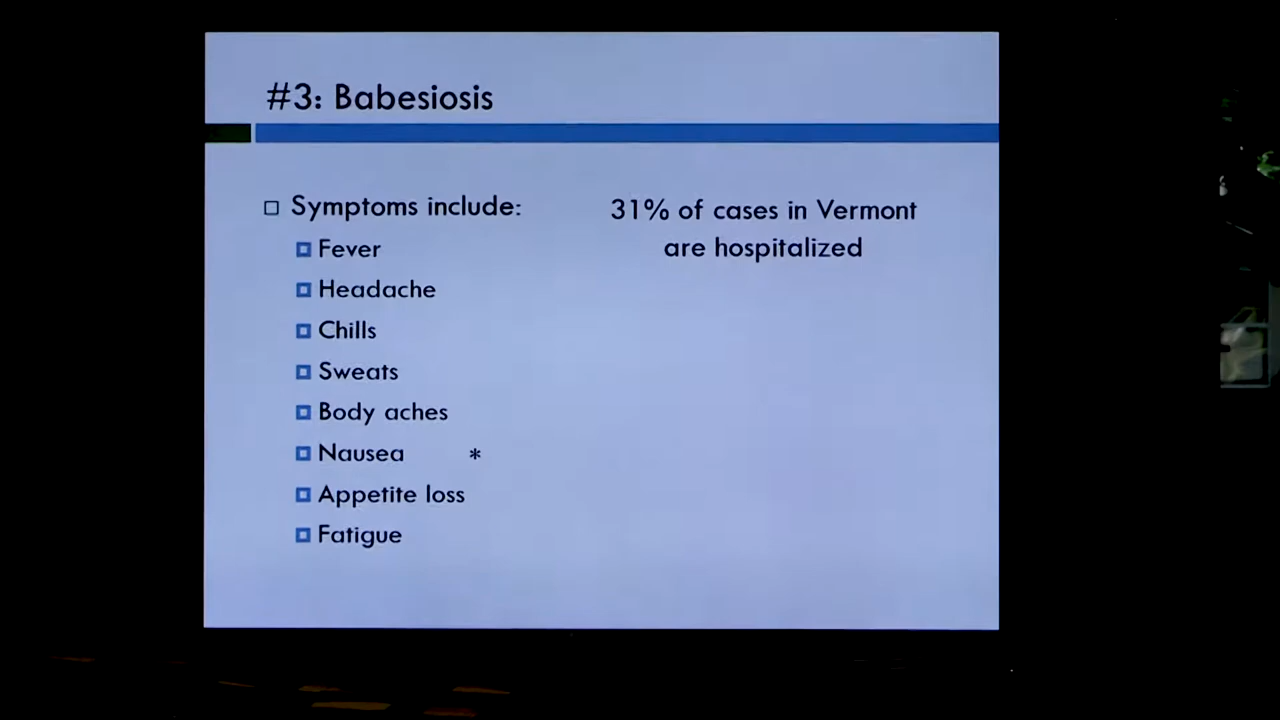 #3: Babesiosis
Symptoms include:
Fever
Headache
Chills
Sweats
Body aches
Nausea *
Appetite loss
Fatigue
31% of cases in Vermont
are hospitalized